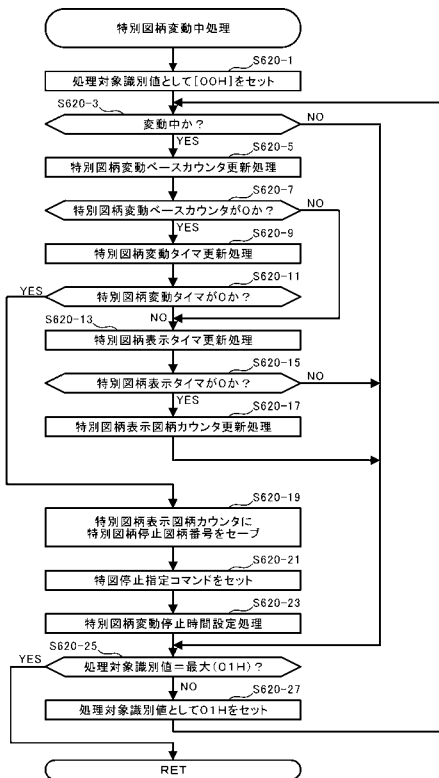 特別図柄変動中処理
S620-1
処理対象識別値として[00H]をセット
S620-3
変動中か?
NO
YES
S620-5
特別図柄変動ベースカウンタ更新処理
S620-7
特別図柄変動ベースカウンタが0か?
NO
YES
S620-9
特別図柄変動タイマ更新処理
S620-11
YES
特別図柄変動タイマが0か?
NO
S620-13
特別図柄表示タイマ更新処理
S620-15
特別図柄表示タイマが0か?
NO
YES
S620-17
特別図柄表示図柄カウンタ更新処理
S620-19
特別図柄表示図柄カウンタに
特別図柄停止図柄番号をセーブ
S620-21
特図停止指定コマンドをセット
S620-23
特別図柄変動停止時間設定処理
S620-25
YES
処理対象識別値=最大(01H)?
NO
S620-27
処理対象識別値として01Hをセット
RET